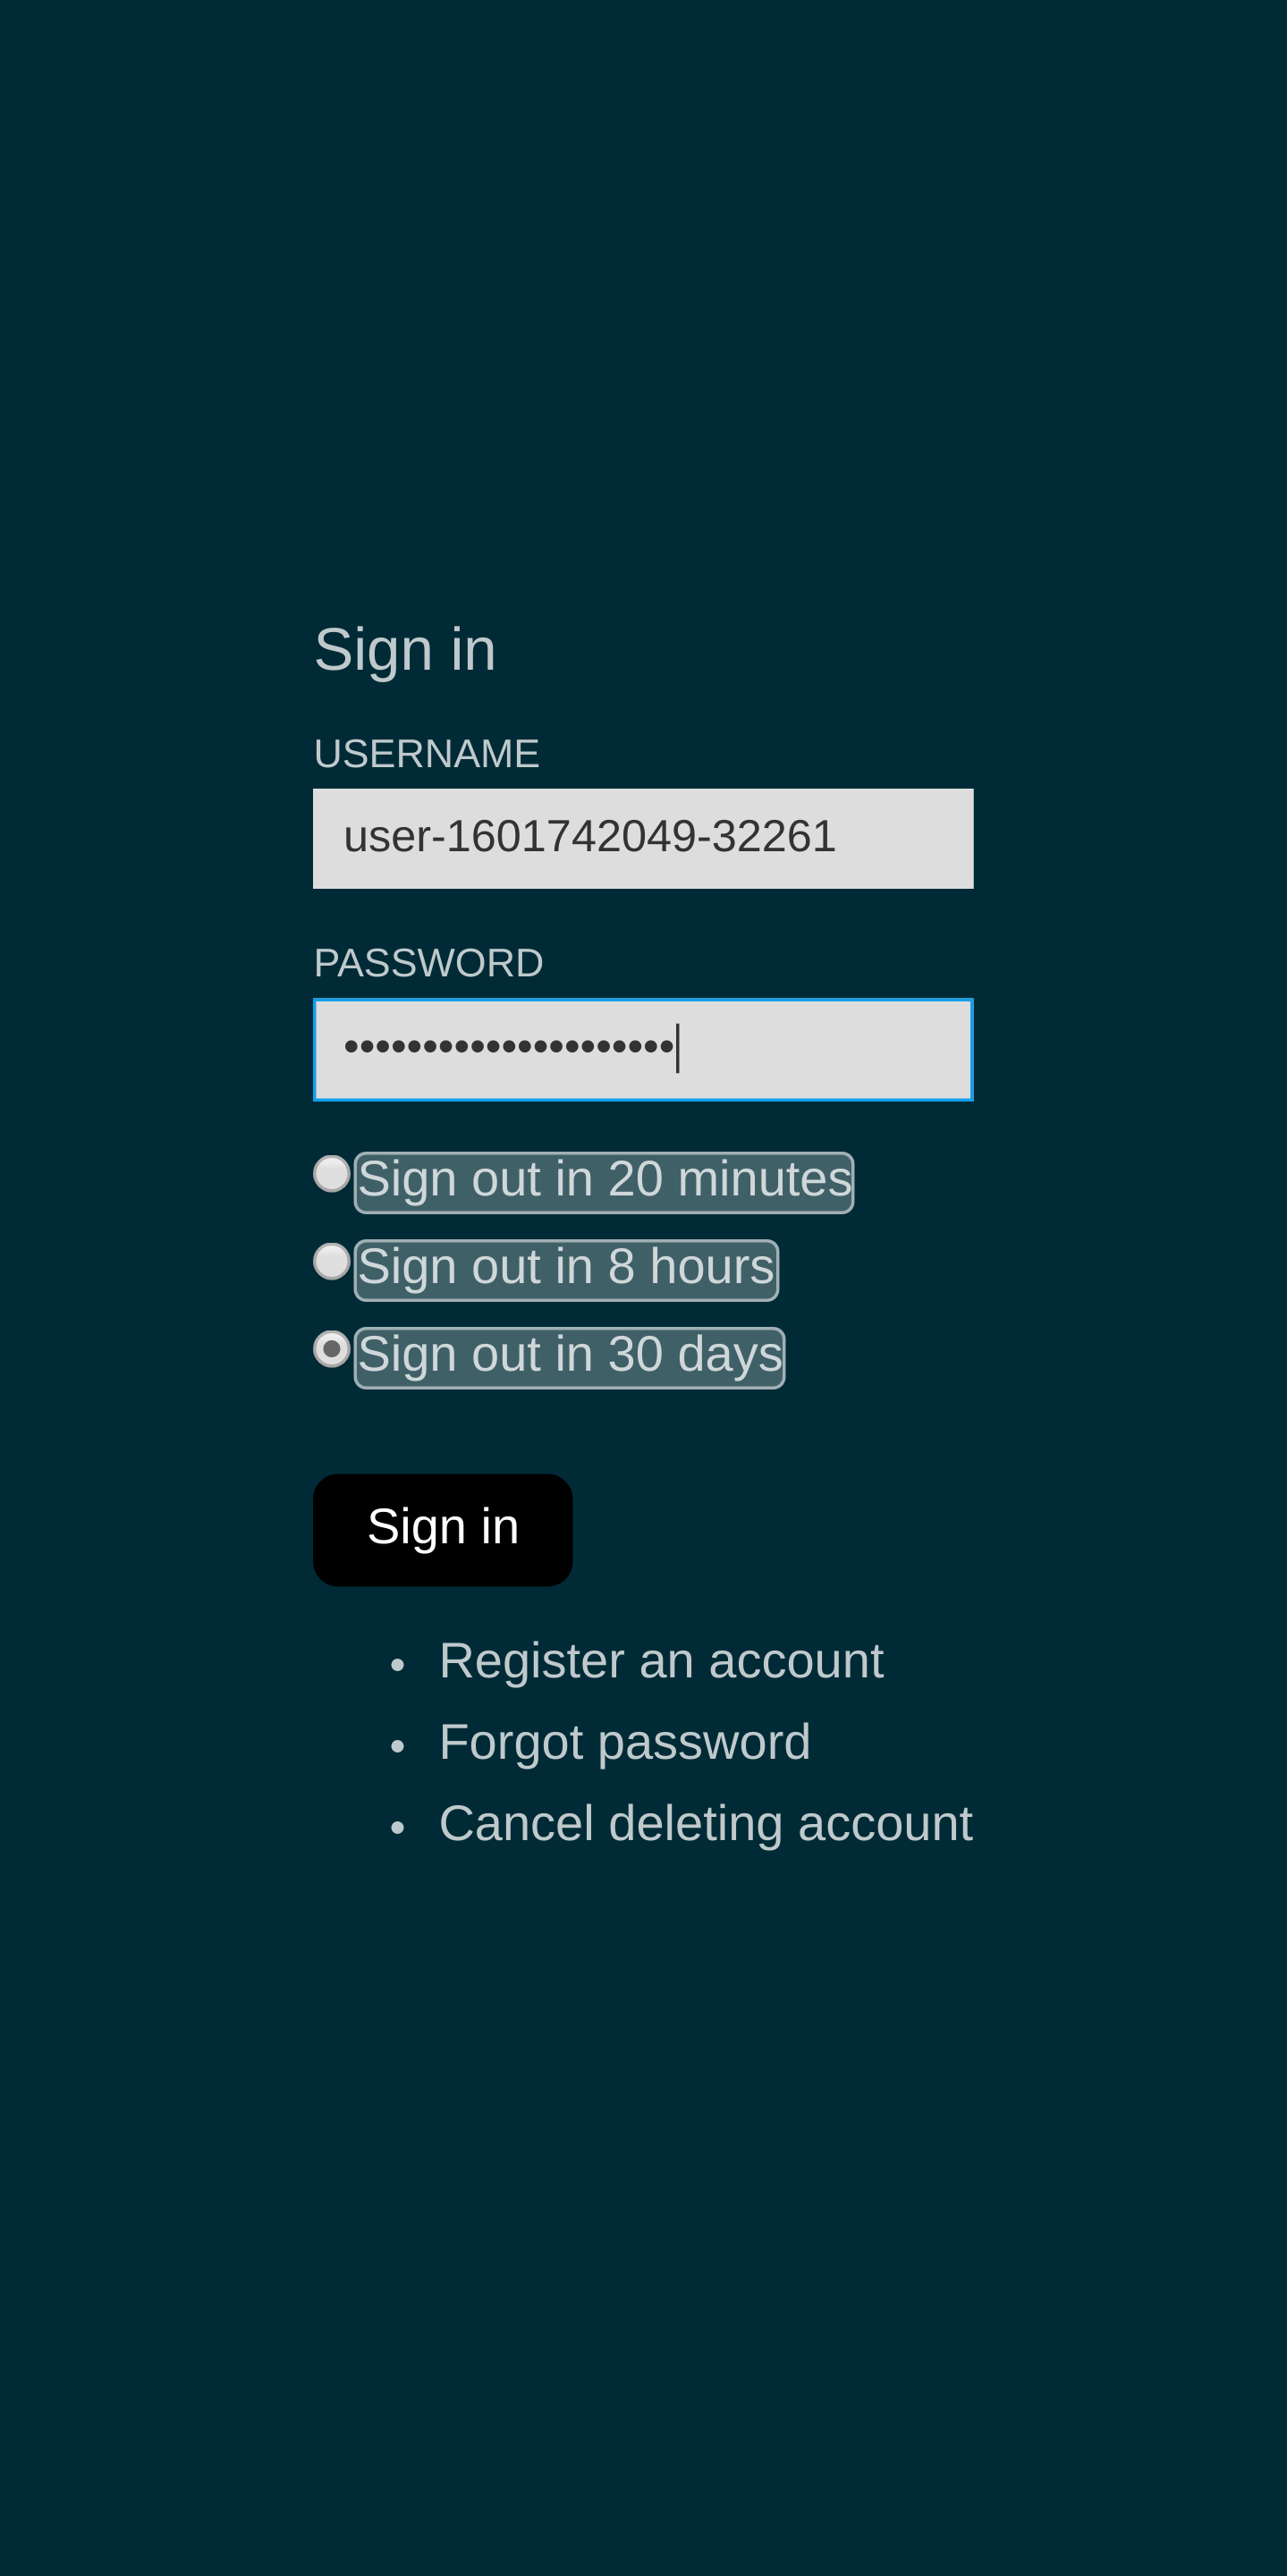 Sign in
USERNAME
user-1601742049-32261
PASSWORD
•••••••••••••••••••••
Sign out in 20 minutes
Sign out in 8 hours
Sign out in 30 days
Sign in
• Register an account
• Forgot password
• Cancel deleting account